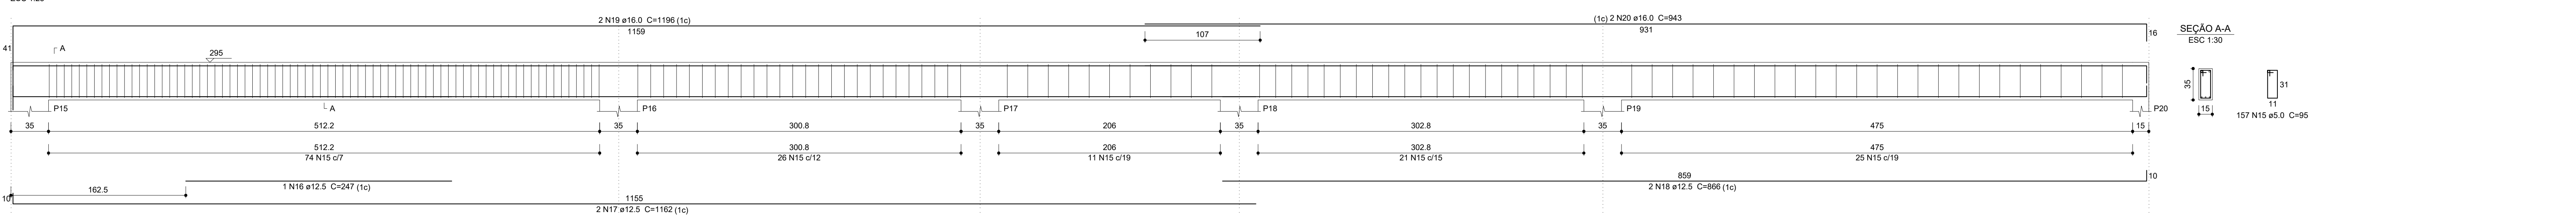 2 N19 ø16.0 C=1196 (1c)
1159
(1c) 2 N20 ø16.0 C=943
931
107
41
16
A
295
A
P15
P16
P17
P18
P19
P20
35
512.2
35
300.8
35
206
35
302.8
35
475
15
512.2
74 N15 c/7
300.8
26 N15 c/12
206
11 N15 c/19
302.8
21 N15 c/15
475
25 N15 c/19
162.5
1 N16 ø12.5 C=247 (1c)
10
1155
2 N17 ø12.5 C=1162 (1c)
859
2 N18 ø12.5 C=866 (1c)
10
SEÇÃO A-A
ESC 1:30
35
15
31
11
157 N15 ø5.0 C=95